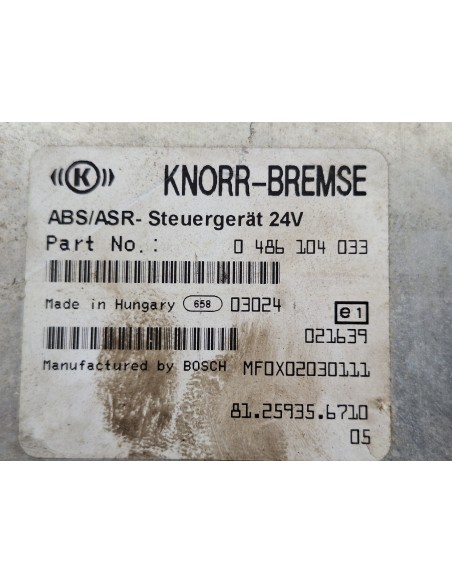 K KNORR-BREMSE
ABS/ASR- Steuergerät 24V
Part No.: 0 486 104 033
Made in Hungary 658 03024 e1
021639
Manufactured by BOSCH MF0X02030111
81.25935.6710
05